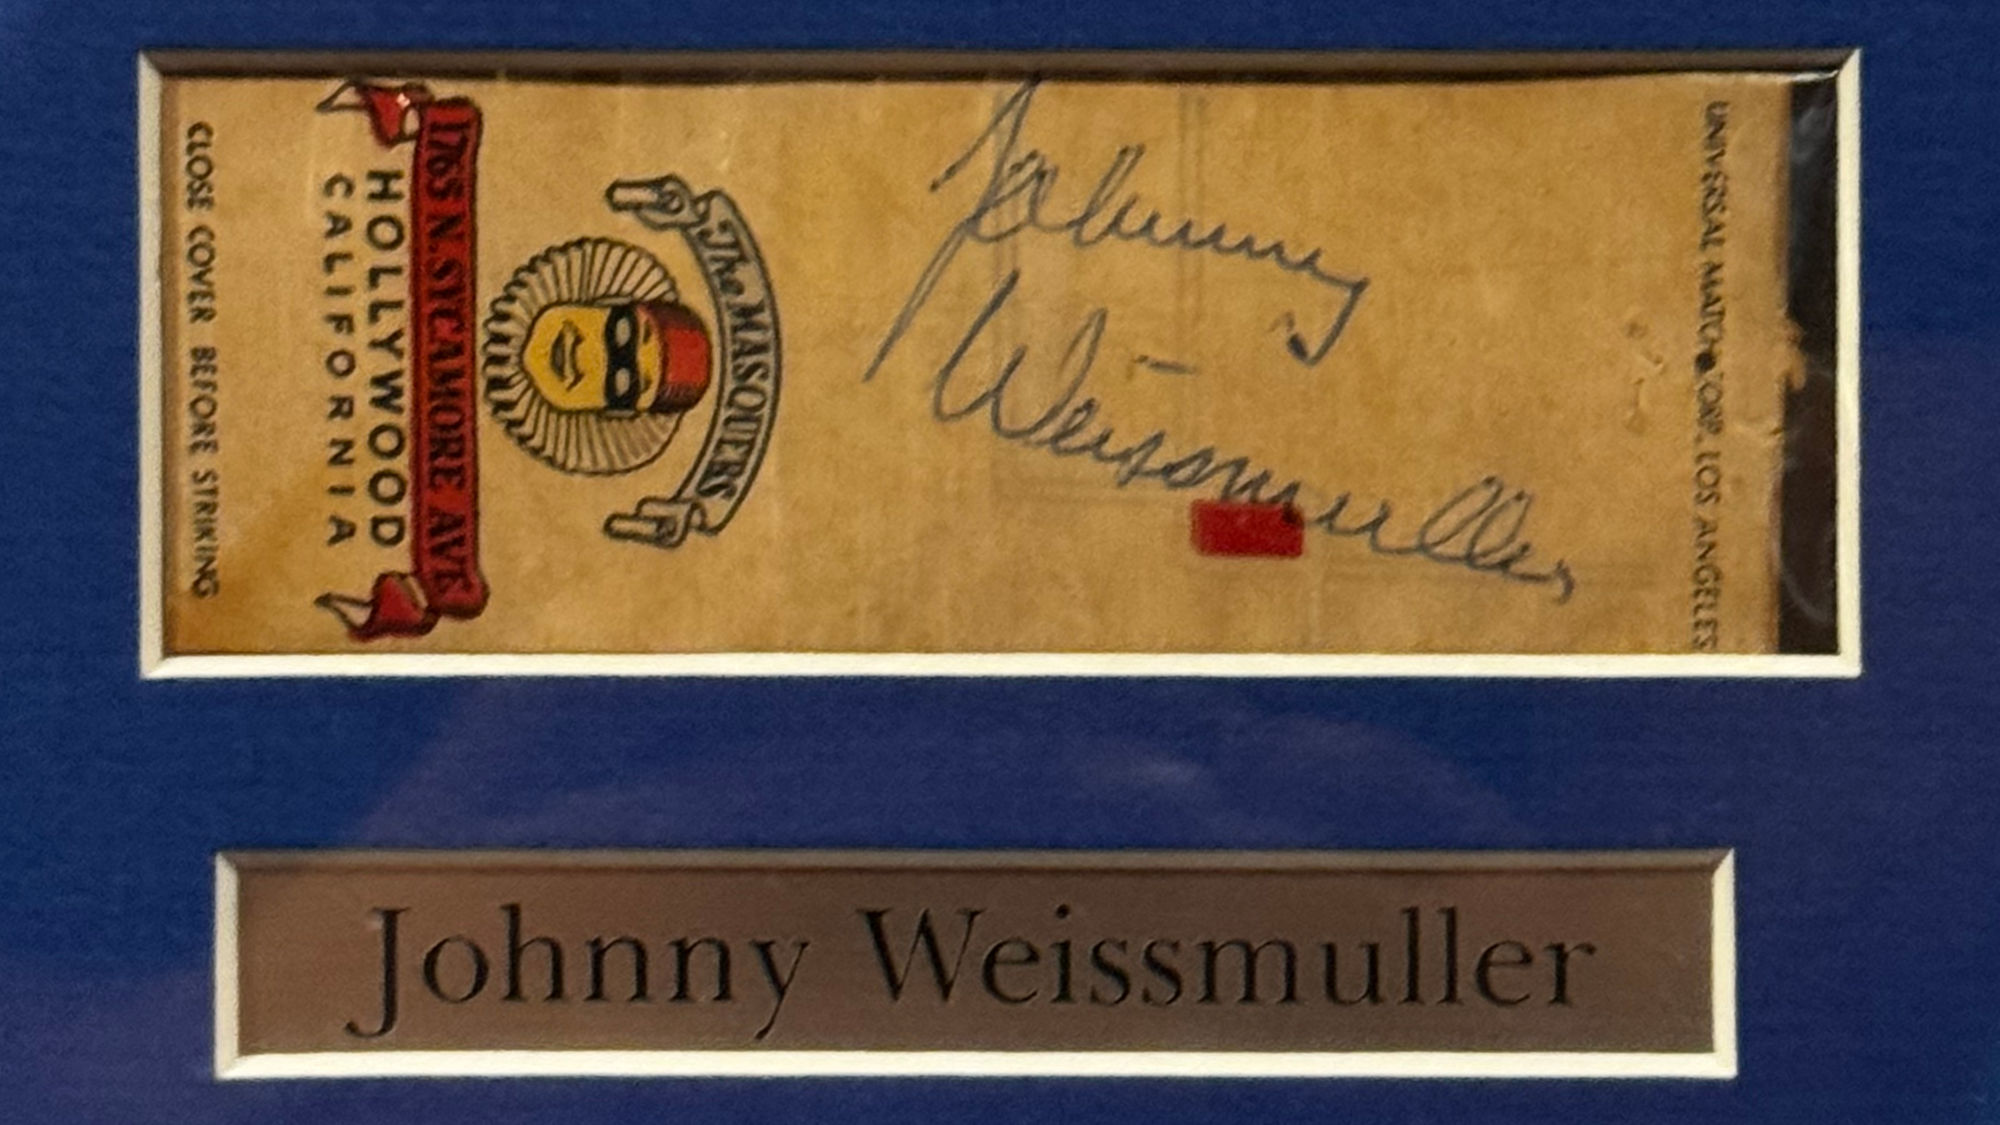 CLOSE COVER BEFORE STRIKING
The MASQUERS
1765 N. SYCAMORE AVE
HOLLYWOOD
CALIFORNIA
Johnny
Weissmuller
UNIVERSAL MATCH CORP. LOS ANGELES
Johnny Weissmuller